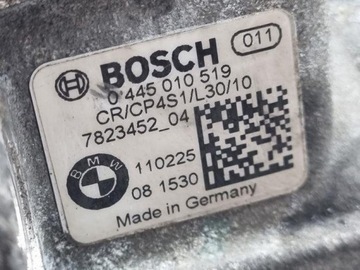 BOSCH 011
0 445 010 519
CR/CP4S1/L30/10
7823452_04
BMW 110225
08 1530
Made in Germany